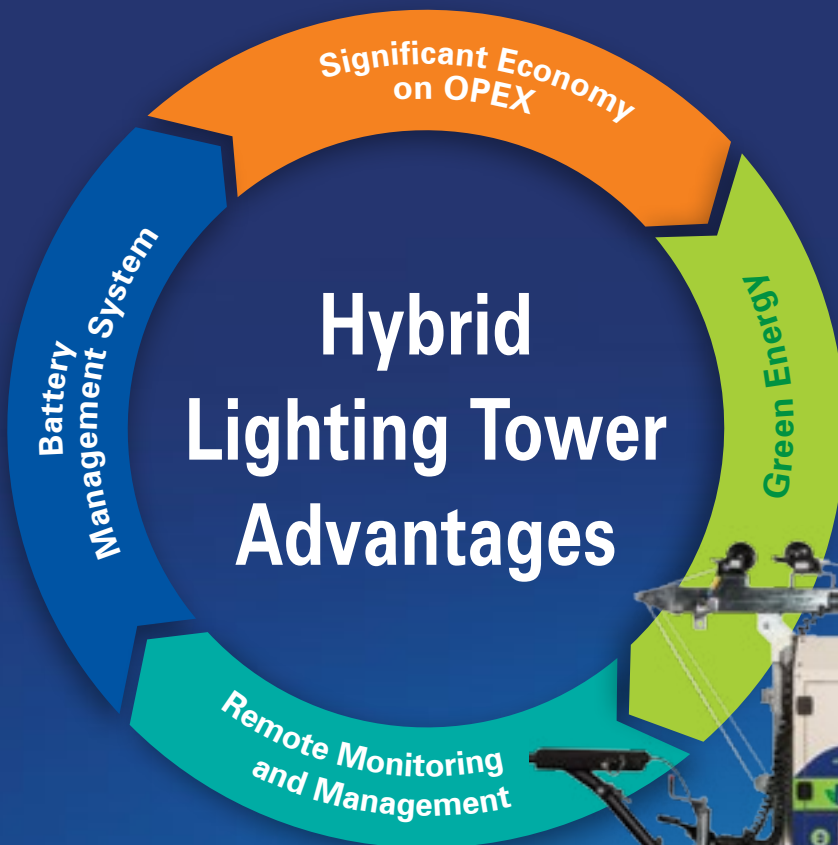 Significant Economy
on OPEX
Green Energy
Hybrid
Lighting Tower
Advantages
Battery
Management System
Remote Monitoring
and Management